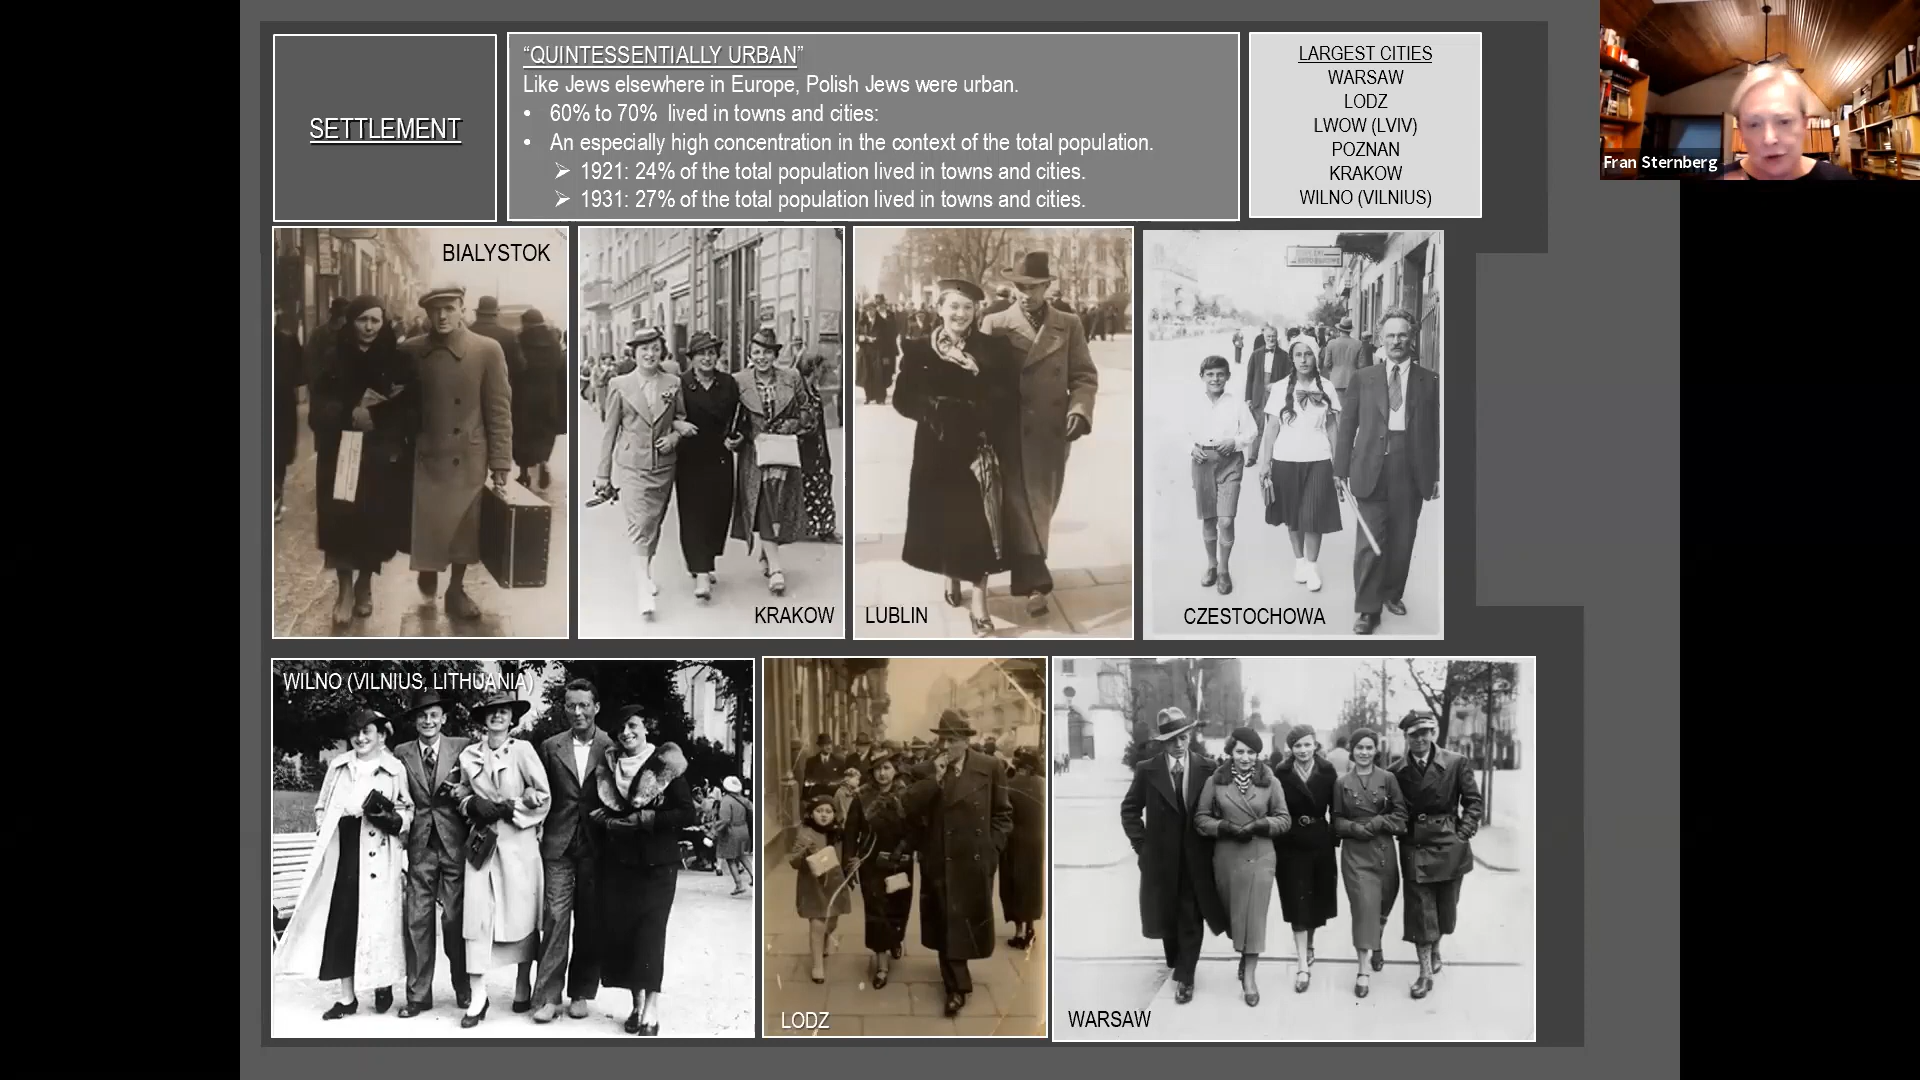 SETTLEMENT
“QUINTESSENTIALLY URBAN”
Like Jews elsewhere in Europe, Polish Jews were urban.
• 60% to 70% lived in towns and cities:
• An especially high concentration in the context of the total population.
➢ 1921: 24% of the total population lived in towns and cities.
➢ 1931: 27% of the total population lived in towns and cities.
LARGEST CITIES
WARSAW
LODZ
LWOW (LVIV)
POZNAN
KRAKOW
WILNO (VILNIUS)
Fran Sternberg
BIALYSTOK
KRAKOW
LUBLIN
CZESTOCHOWA
WILNO (VILNIUS, LITHUANIA)
LODZ
WARSAW